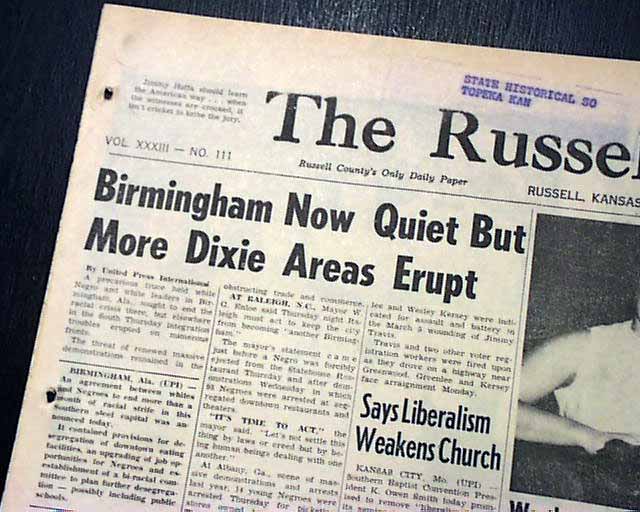 Jimmy Hoffa should learn
the American way . . . when
the witnesses are crooked, it
isn't cricket to bribe the jury.
STATE HISTORICAL SO
TOPEKA KAN
The Russel
VOL. XXXIII — NO. 111
Russell County's Only Daily Paper
RUSSELL, KANSAS
Birmingham Now Quiet But
More Dixie Areas Erupt
By United Press International
A precarious truce held while
Negro and white leaders in Bir-
mingham, Ala., sought to end the
racial crisis there, but elsewhere
in the south Thursday integration
troubles erupted on numerous
fronts.
The threat of renewed massive
demonstrations remained in the
BIRMINGHAM, Ala. (UPI) —
An agreement between whites
and Negroes to end more than a
month of racial strife in this
Southern steel capital was an-
nounced today.
It contained provisions for de-
segregation of downtown eating
facilities, an upgrading of job op-
portunities for Negroes and es-
tablishment of a bi-racial com-
mittee to plan further desegrega-
tion — possibly including public
schools.
obstructing trade and commerce.
AT RALEIGH, N.C., Mayor W.
G. Enloe said Thursday night Ra-
leigh must act to keep the city
from becoming "another Birming-
ham."
The mayor's statement came
just before a Negro was forcibly
ejected from the Statehouse Res-
taurant Thursday and after dem-
onstrations Wednesday in which
Negroes were arrested at seg-
regated downtown restaurants and
theaters.
"IT'S TIME TO ACT," the
mayor said. "Let's not settle this
thing by laws or creed but by be-
ing human beings dealing with one
another."
At Albany, Ga., scene of mas-
sive demonstrations and arrests
last year, 14 young Negroes were
arrested Thursday for picketing
stores owned
lee and Wesley Kersey were indi-
cated for assault and battery in
the March 5 wounding of Jimmy
Travis.
Travis and two other voter reg-
istration workers were fired upon
as they drove on a highway near
Greenwood. Greenlee and Kersey
face arraignment Monday.
Says Liberalism
Weakens Church
KANSAS CITY, Mo. (UPI)
Southern Baptist Convention Pres-
ident K. Owen Smith today prom-